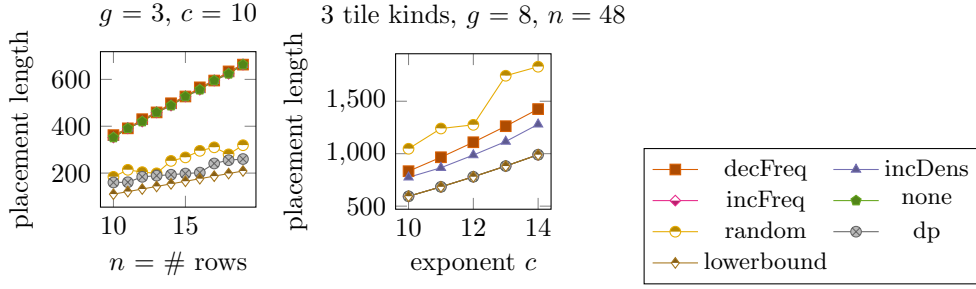 g = 3, c = 10
placement length
600
400
200
10
15
n = # rows
3 tile kinds, g = 8, n = 48
placement length
1,500
1,000
500
10
12
14
exponent c
decFreq
incDens
incFreq
none
random
dp
lowerbound